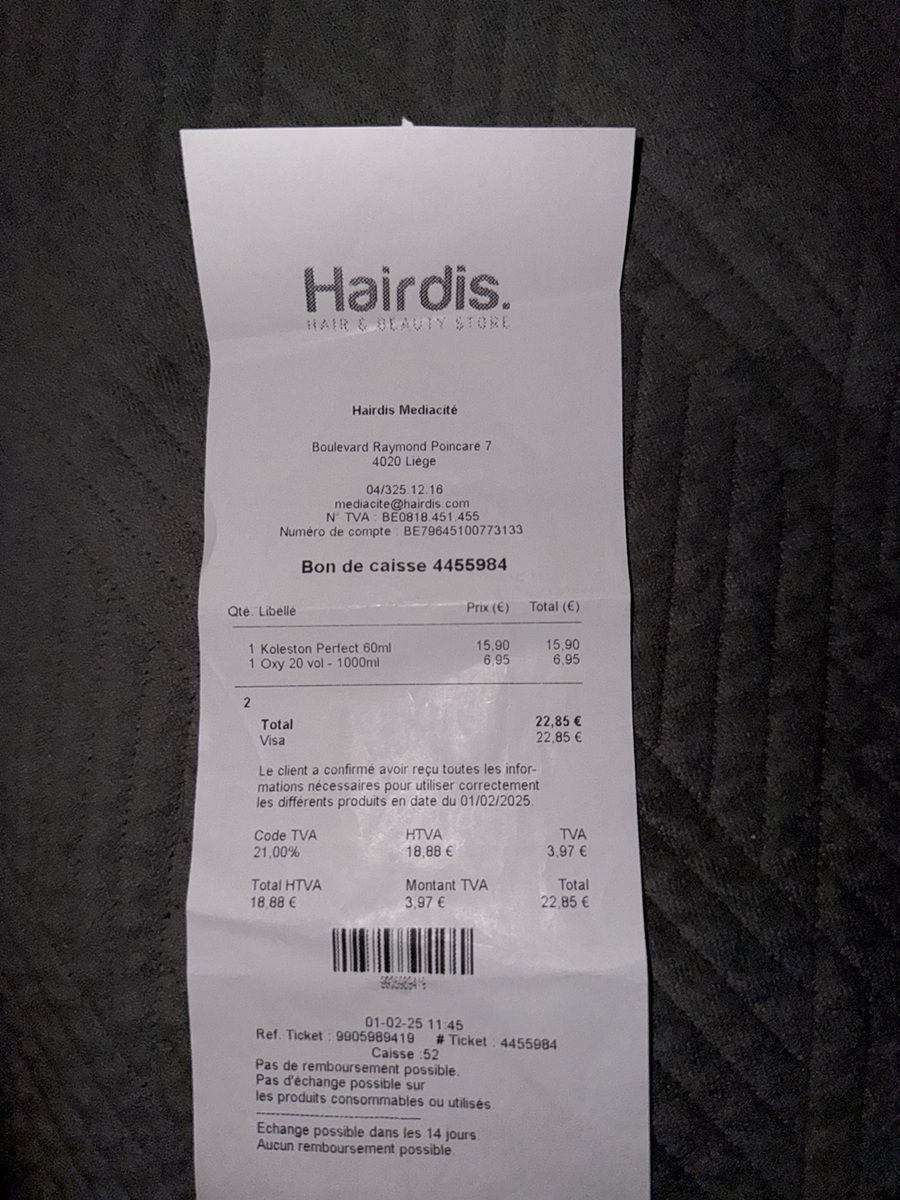 Hairdis.
HAIR & BEAUTY STORE
Hairdis Mediacité
Boulevard Raymond Poincaré 7
4020 Liège
04/325.12.16
mediacite@hairdis.com
N° TVA : BE0818.451.455
Numéro de compte : BE79645100773133
Bon de caisse 4455984
Qté. Libellé Prix (€) Total (€)
1 Koleston Perfect 60ml 15,90 15,90
1 Oxy 20 vol - 1000ml 6,95 6,95
2
Total 22,85 €
Visa 22,85 €
Le client a confirmé avoir reçu toutes les infor-
mations nécessaires pour utiliser correctement
les différents produits en date du 01/02/2025.
Code TVA HTVA TVA
21,00% 18,88 € 3,97 €
Total HTVA Montant TVA Total
18,88 € 3,97 € 22,85 €
01-02-25 11:45
Ref. Ticket : 9905989419 # Ticket : 4455984
Caisse :52
Pas de remboursement possible.
Pas d'échange possible sur
les produits consommables ou utilisés
Echange possible dans les 14 jours.
Aucun remboursement possible.